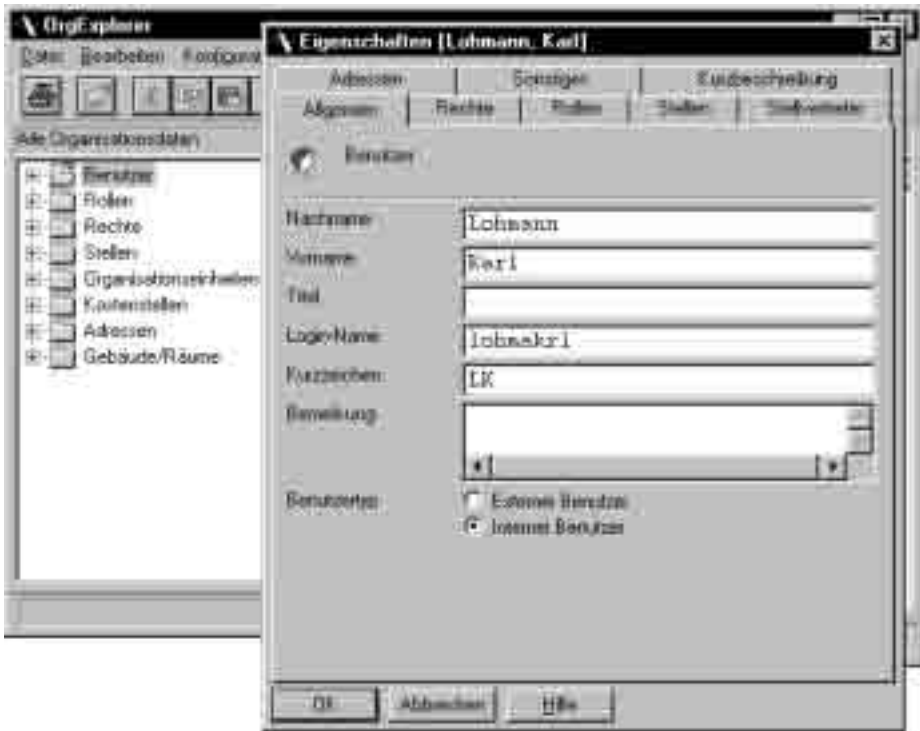 OrgExplorer
Datei Bearbeiten Konfigurat
Alle Organisationsdaten
Benutzer
Rollen
Rechte
Stellen
Organisationseinheiten
Kostenstellen
Adressen
Gebäude/Räume
Eigenschaften [Lohmann, Karl]
Adressen Sonstiges Kurzbeschreibung
Allgemein Rechte Rollen Stellen Stellvertreter
Benutzer
Nachname: Lohmann
Vorname: Karl
Titel:
Login-Name: lohmakrl
Kurzzeichen: LK
Bemerkung:
Benutzertyp: Externer Benutzer
Interner Benutzer
OK Abbrechen Hilfe